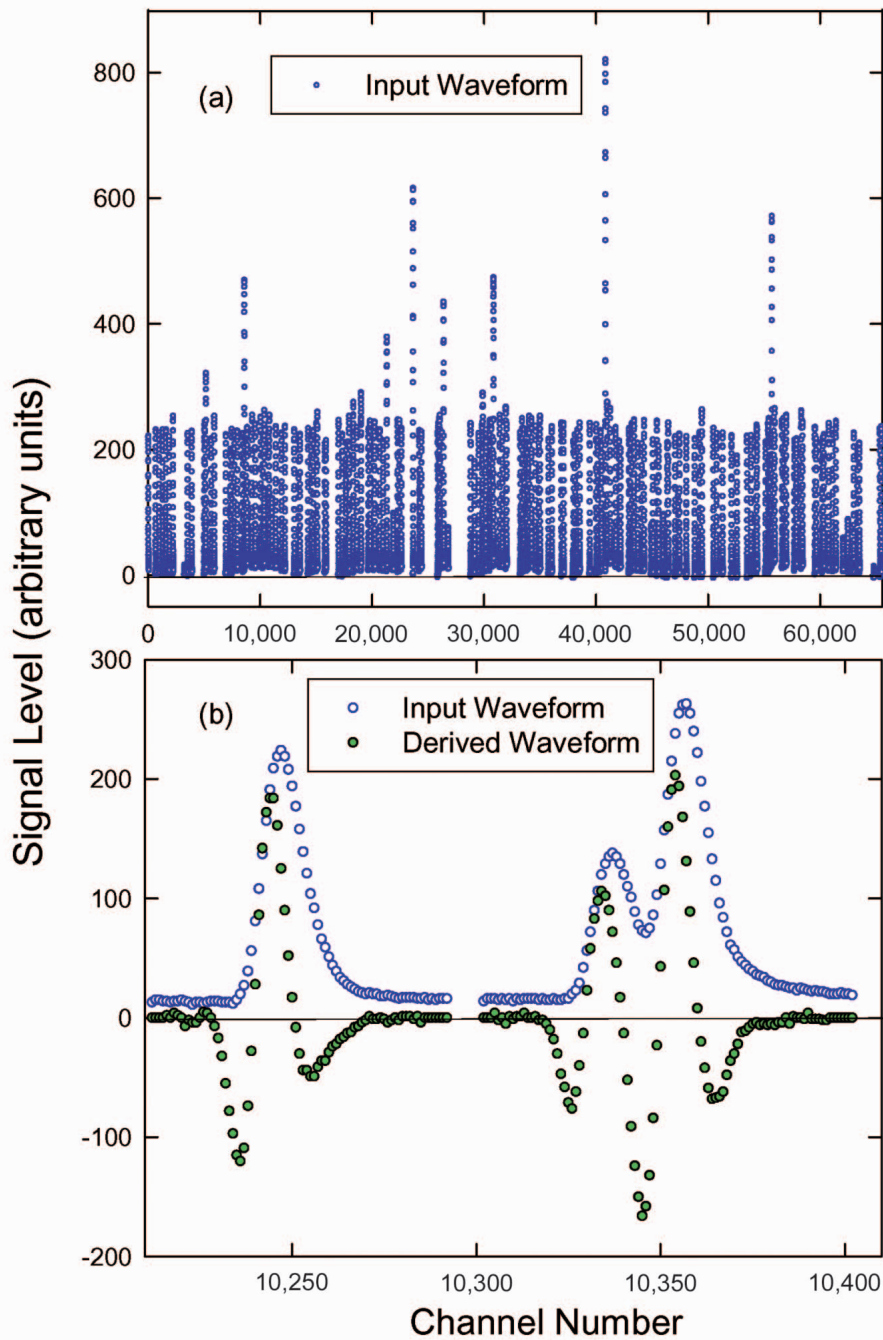 (a)
Input Waveform
800
600
400
200
0
0 10,000 20,000 30,000 40,000 50,000 60,000
Signal Level (arbitrary units)
300
(b)
Input Waveform
Derived Waveform
200
100
0
-100
-200
10,250 10,300 10,350 10,400
Channel Number